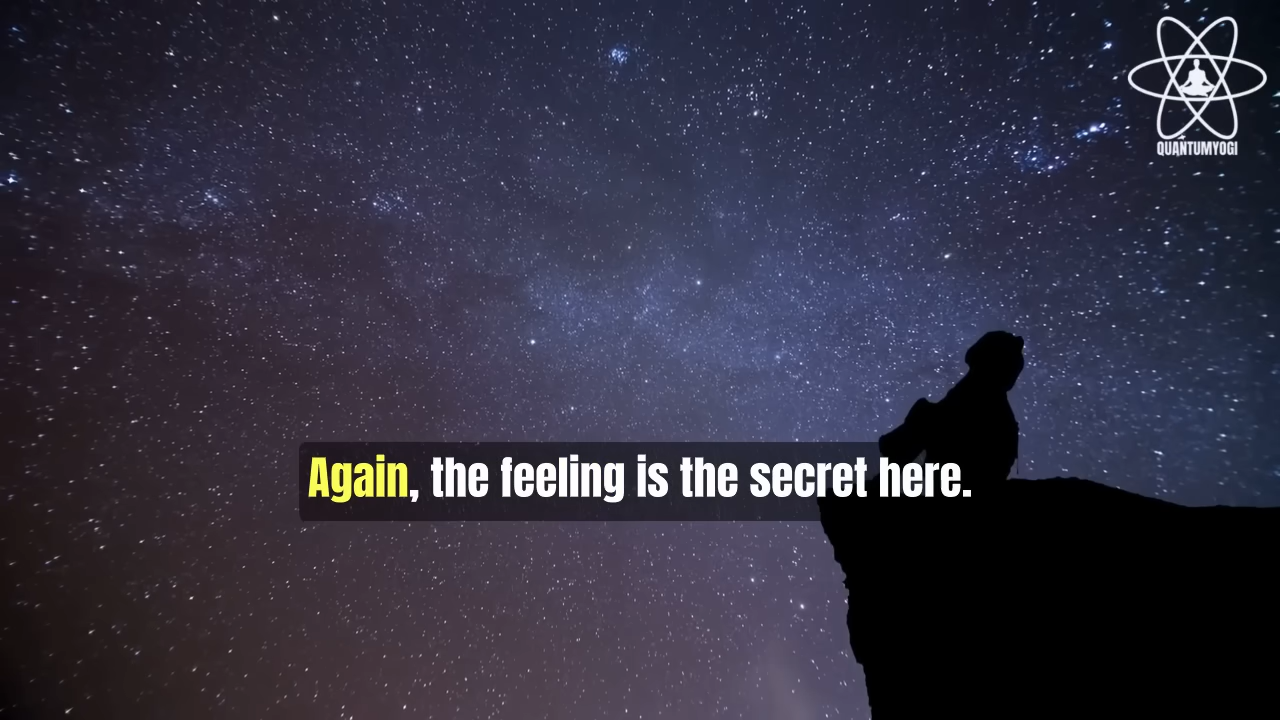 QUANTUMYOGI
Again, the feeling is the secret here.